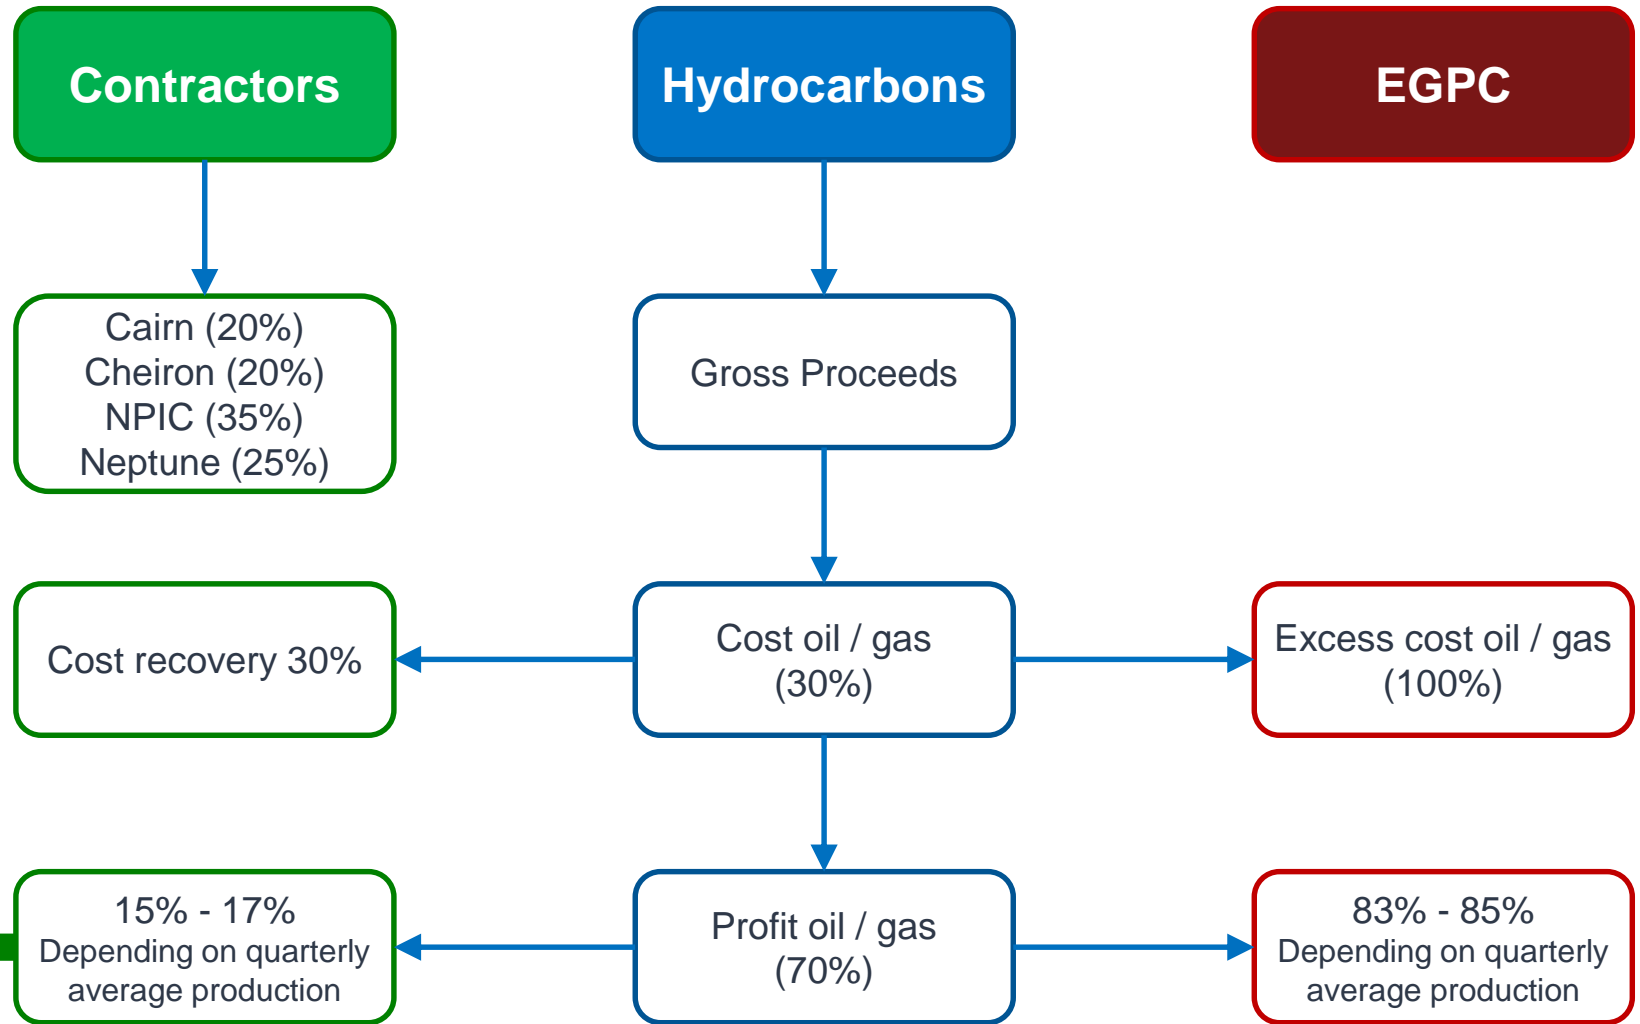 Contractors
Hydrocarbons
EGPC
Cairn (20%)
Cheiron (20%)
NPIC (35%)
Neptune (25%)
Gross Proceeds
Cost recovery 30%
Cost oil / gas
(30%)
Excess cost oil / gas
(100%)
15% - 17%
Depending on quarterly
average production
Profit oil / gas
(70%)
83% - 85%
Depending on quarterly
average production